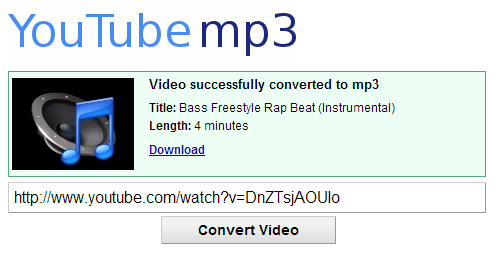 YouTube mp3
Video successfully converted to mp3
Title: Bass Freestyle Rap Beat (Instrumental)
Length: 4 minutes
Download
http://www.youtube.com/watch?v=DnZTsjAOUlo
Convert Video